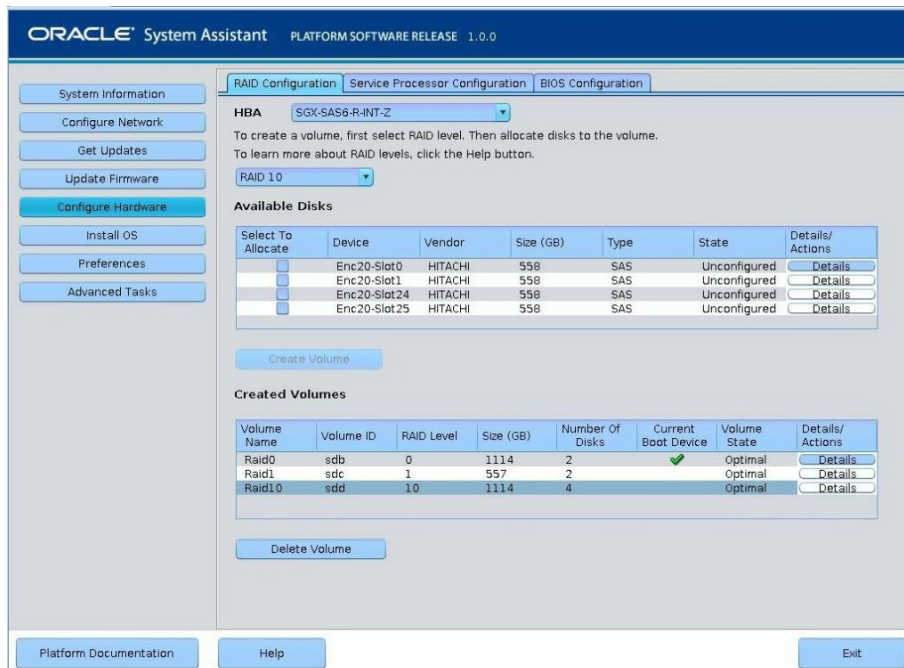 ORACLE System Assistant PLATFORM SOFTWARE RELEASE 1.0.0
System Information
Configure Network
Get Updates
Update Firmware
Configure Hardware
Install OS
Preferences
Advanced Tasks
RAID Configuration Service Processor Configuration BIOS Configuration
HBA SGX-SAS6-R-INT-Z
To create a volume, first select RAID level. Then allocate disks to the volume.
To learn more about RAID levels, click the Help button.
RAID 10
Available Disks
Select To Allocate Device Vendor Size (GB) Type State Details/ Actions
Enc20-Slot0 HITACHI 558 SAS Unconfigured Details
Enc20-Slot1 HITACHI 558 SAS Unconfigured Details
Enc20-Slot24 HITACHI 558 SAS Unconfigured Details
Enc20-Slot25 HITACHI 558 SAS Unconfigured Details
Create Volume
Created Volumes
Volume Name Volume ID RAID Level Size (GB) Number Of Disks Current Boot Device Volume State Details/ Actions
Raid0 sdb 0 1114 2 Optimal Details
Raid1 sdc 1 557 2 Optimal Details
Raid10 sdd 10 1114 4 Optimal Details
Delete Volume
Platform Documentation Help Exit